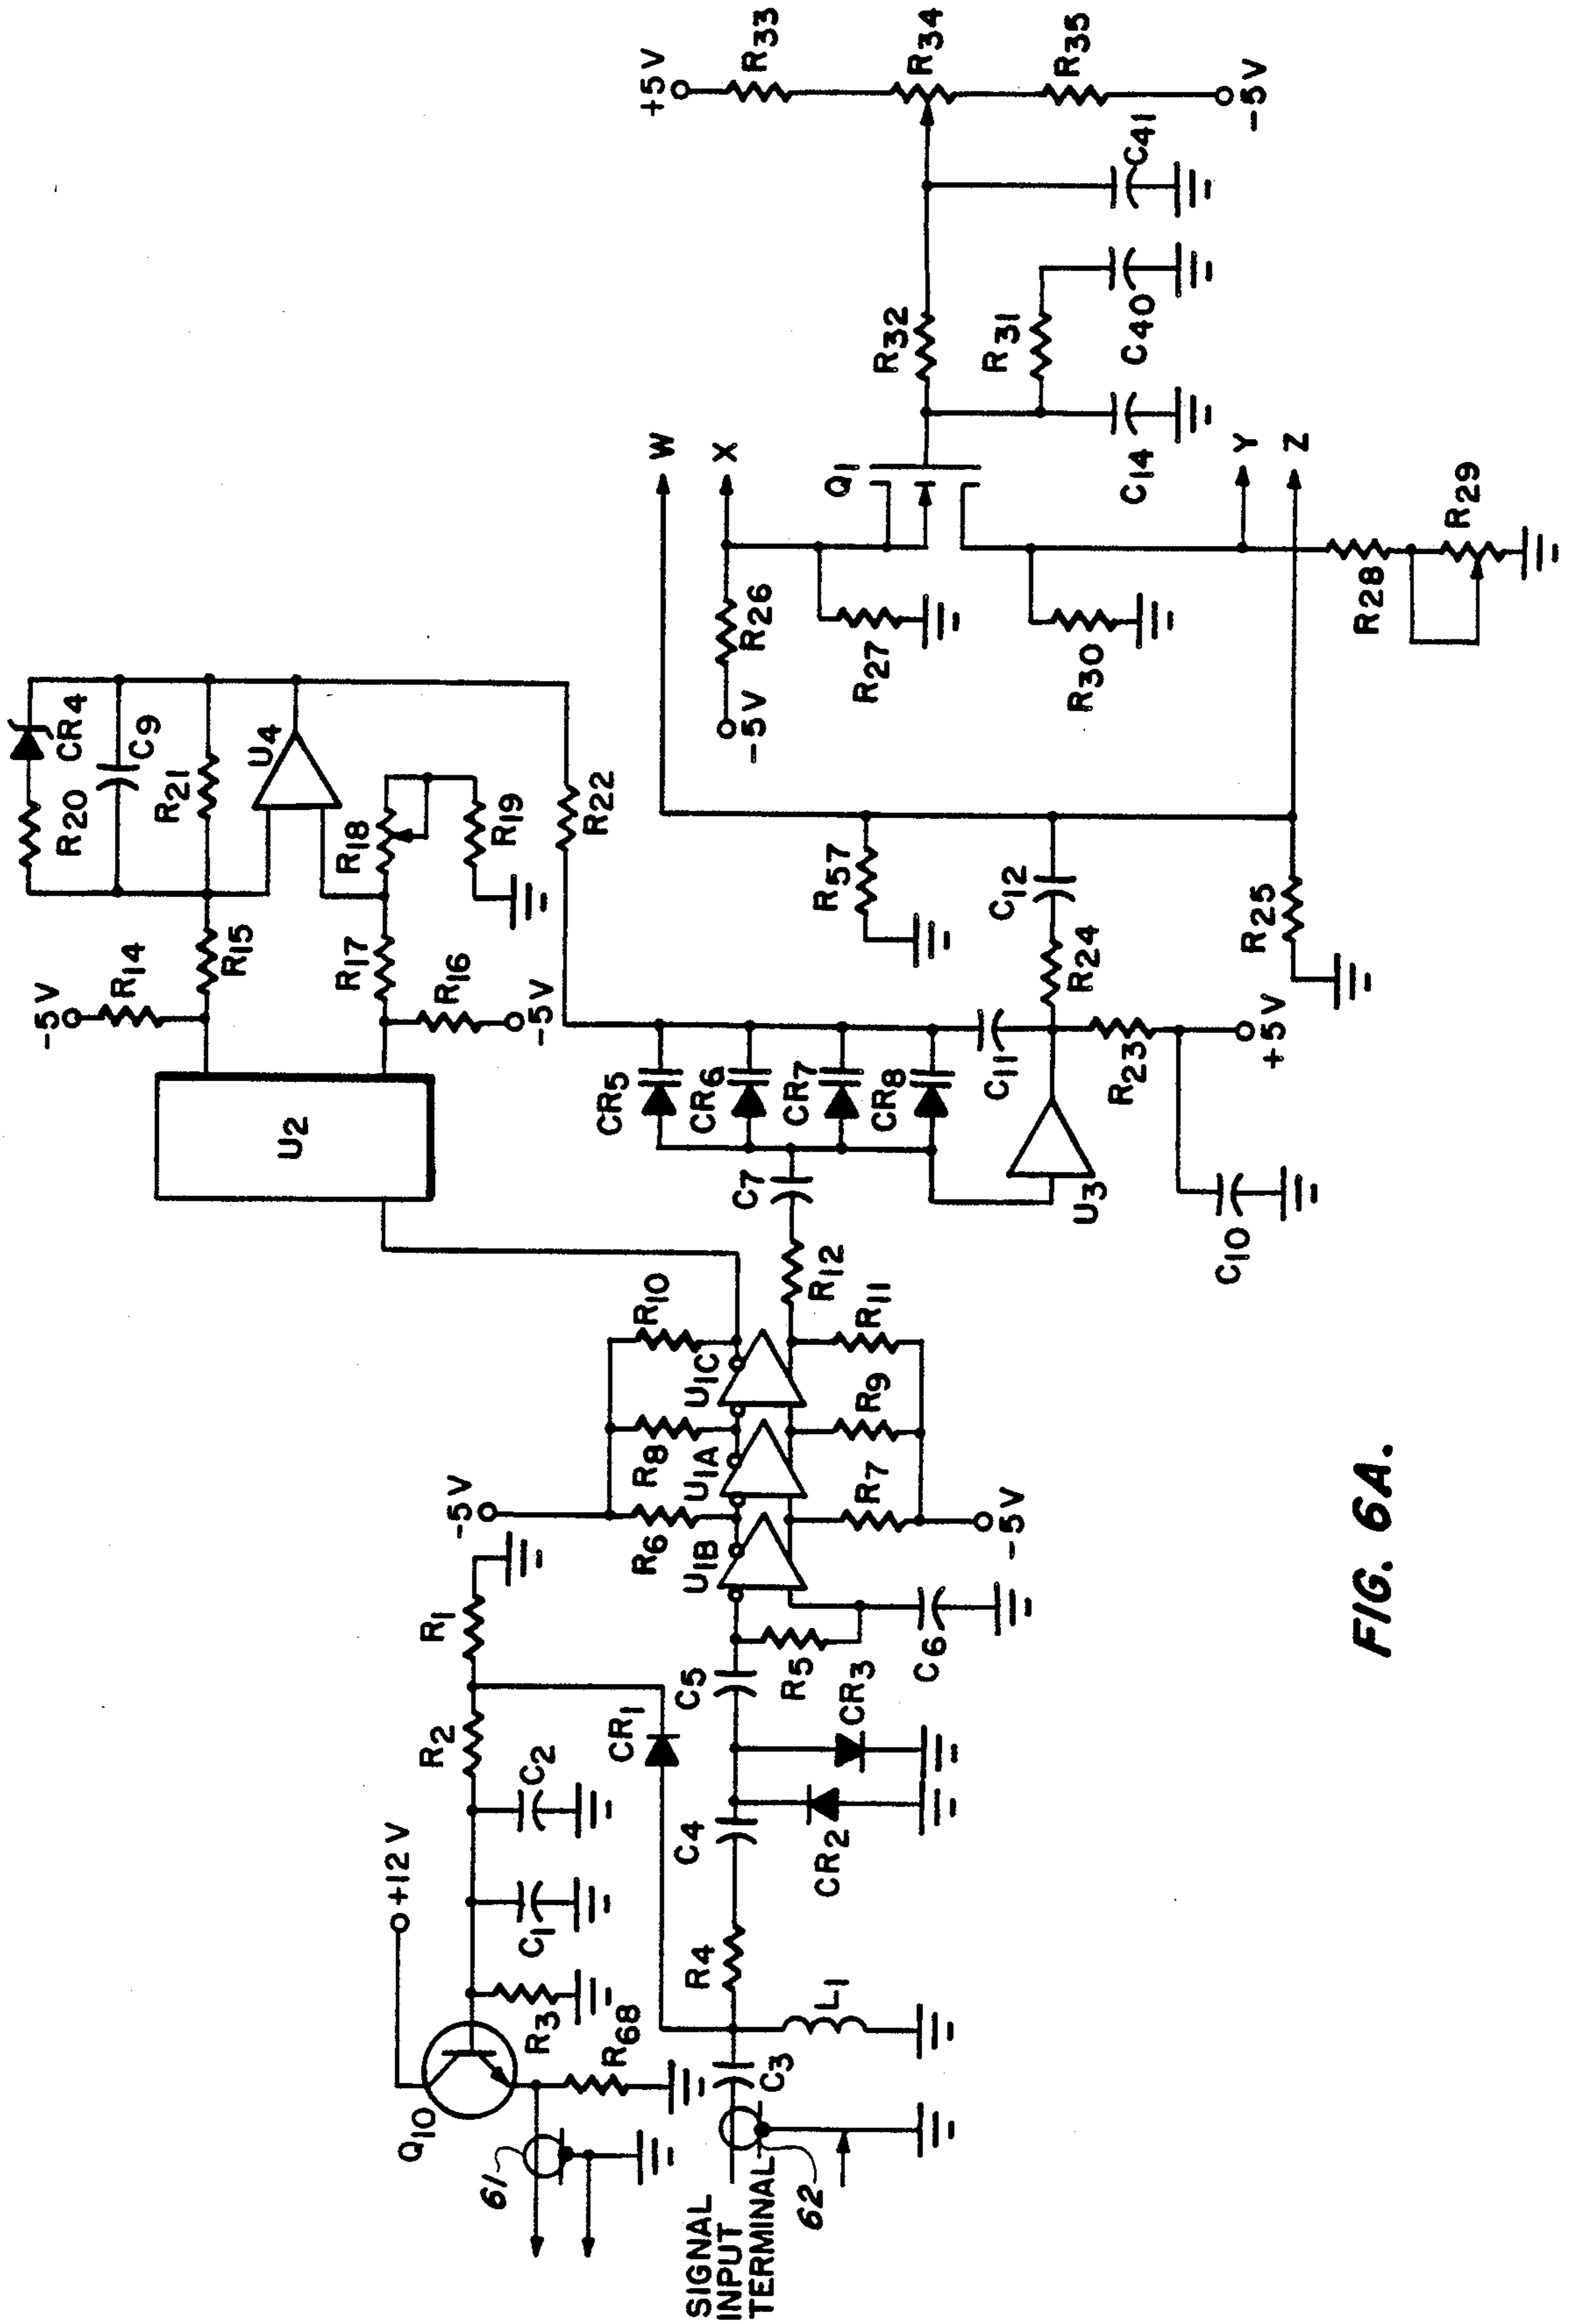 +5V
R33
R34
R35
-5V
C41
R32
R31
C40
C14
W
X
Q1
Y
Z
-5V
R26
R27
R30
R28
R29
CR4
R20
C9
R21
U4
R18
R19
R22
-5V
R14
R15
R17
R16
-5V
U2
R57
C12
R24
R25
CR5
CR6
CR7
CR8
C11
R23
+5V
C7
U3
C10
R12
R10
R11
U1C
R8
R9
U1A
-5V
R6
R7
U1B
-5V
R1
R2
C5
R5
C6
CR1
CR3
C2
+12V
C4
CR2
C1
R4
R3
R68
L1
Q10
C3
61
62
SIGNAL
INPUT
TERMINAL
FIG. 6A.